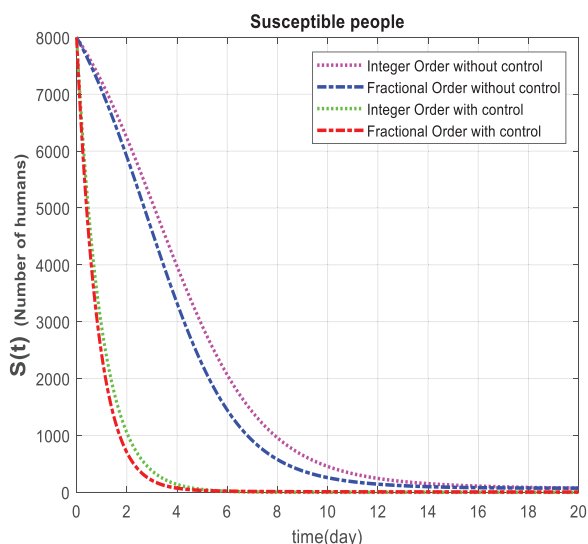 Susceptible people
8000
7000
6000
5000
4000
3000
2000
1000
0
S(t) (Number of humans)
Integer Order without control
Fractional Order without control
Integer Order with control
Fractional Order with control
0 2 4 6 8 10 12 14 16 18 20
time(day)